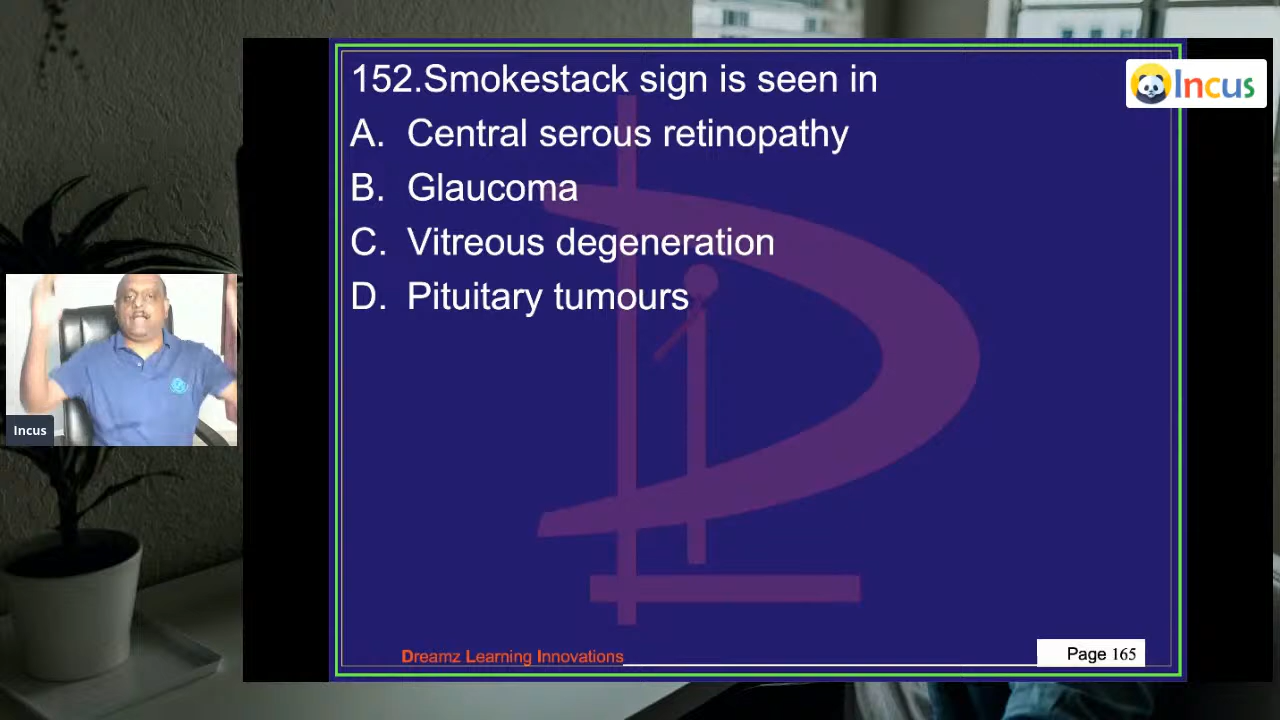 152.Smokestack sign is seen in
A. Central serous retinopathy
B. Glaucoma
C. Vitreous degeneration
D. Pituitary tumours
Incus
Incus
Dreamz Learning Innovations
Page 165